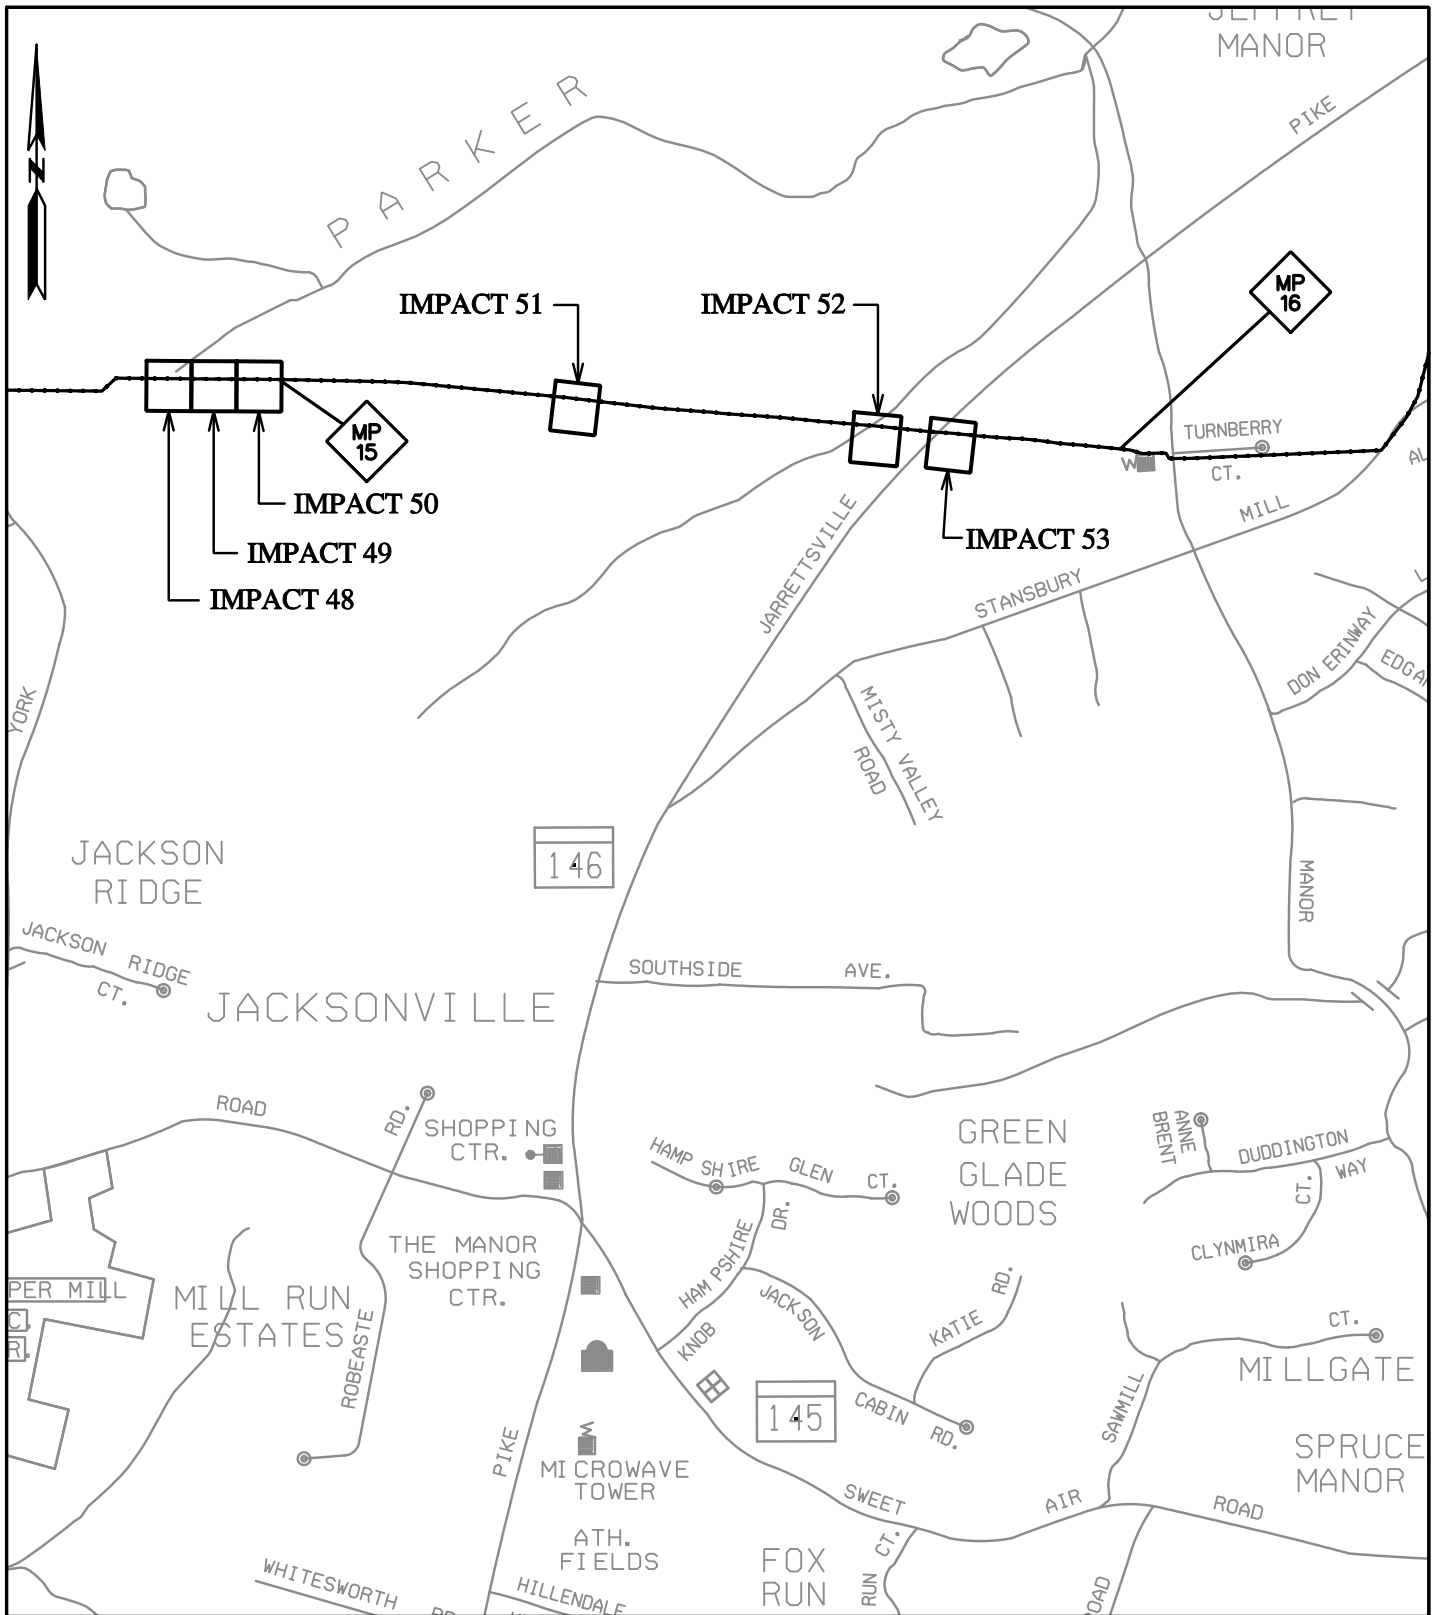 MANOR
PIKE
PARKER
N
MP
16
IMPACT 51
IMPACT 52
MP
15
TURNBERRY
CT.
W
MILL
IMPACT 50
IMPACT 49
IMPACT 48
IMPACT 53
JARRETTSVILLE
STANSBURY
DON ERINWAY
YORK
MISTY VALLEY
ROAD
JACKSON
RIDGE
146
MANOR
JACKSON RIDGE
CT.
SOUTHSIDE AVE.
JACKSONVILLE
ROAD
RD.
SHOPPING
CTR.
GREEN
GLADE
WOODS
ANNE
BRENT
DUDDINGTON
WAY
HAMP SHIRE GLEN CT.
CT.
DR.
THE MANOR
SHOPPING
CTR.
HAM PSHIRE
KNOB
CLYNMIRA
PER MILL
C.
R.
MILL RUN
ESTATES
ROBEASTE
JACKSON
CABIN RD.
KATIE RD.
CT.
MILLGATE
145
SAWMILL
PIKE
W
MICROWAVE
TOWER
SPRUCE
MANOR
SWEET AIR ROAD
ATH.
FIELDS
FOX
RUN
RUN CT.
WHITESWORTH
HILLENDALE
ROAD